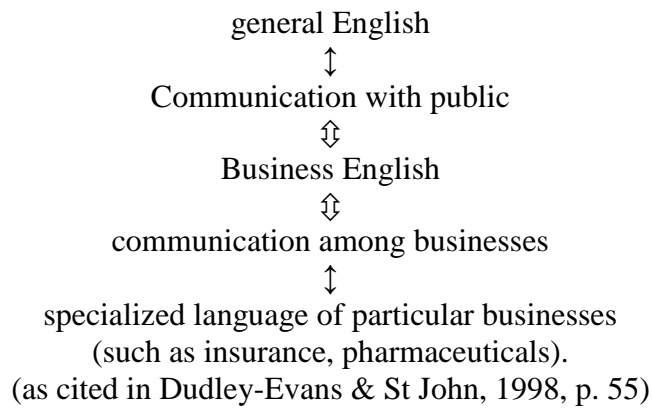 general English
↕
Communication with public
⇳
Business English
⇳
communication among businesses
↕
specialized language of particular businesses
(such as insurance, pharmaceuticals).
(as cited in Dudley-Evans & St John, 1998, p. 55)